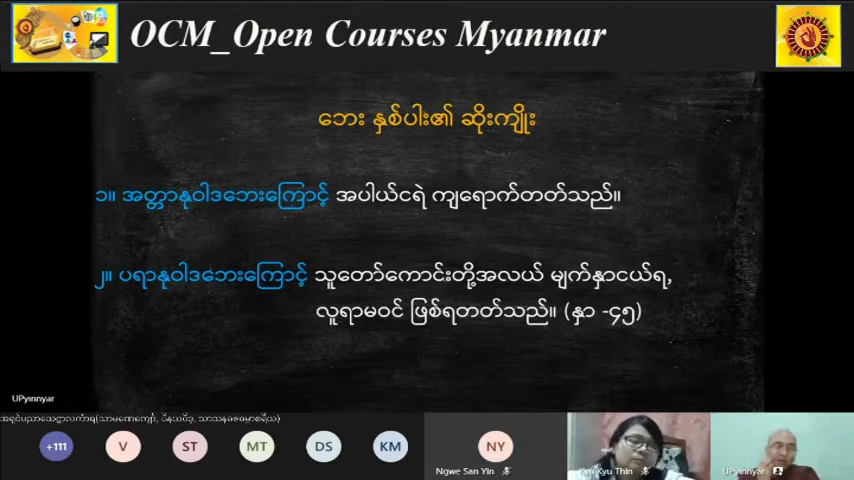 OCM_Open Courses Myanmar
ဘေး နှစ်ပါး၏ ဆိုးကျိုး
၁။ အတ္တာနုဝါဒဘေးကြောင့် အပါယ်ငရဲ ကျရောက်တတ်သည်။
၂။ ပရာနုဝါဒဘေးကြောင့် သူတော်ကောင်းတို့အလယ် မျက်နှာငယ်ရ,
လူရာမဝင် ဖြစ်ရတတ်သည်။ (နှာ -၄၅)
UPyinnyar
+111
V
ST
MT
DS
KM
NY
Ngwe San Yin
Kyu Kyu Thin
UPyinnyar